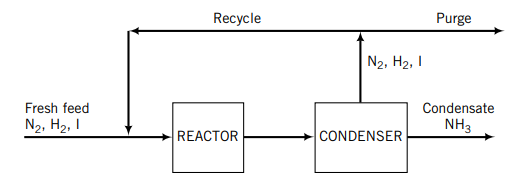 Recycle
Purge
N₂, H₂, I
Fresh feed
N₂, H₂, I
REACTOR
CONDENSER
Condensate
NH₃